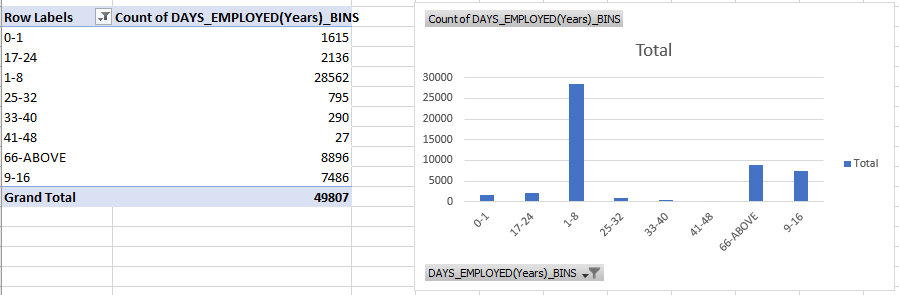 Row Labels Count of DAYS_EMPLOYED(Years)_BINS
0-1 1615
17-24 2136
1-8 28562
25-32 795
33-40 290
41-48 27
66-ABOVE 8896
9-16 7486
Grand Total 49807
Count of DAYS_EMPLOYED(Years)_BINS
Total
30000
25000
20000
15000
10000
5000
0
0-1 17-24 1-8 25-32 33-40 41-48 66-ABOVE 9-16
Total
DAYS_EMPLOYED(Years)_BINS